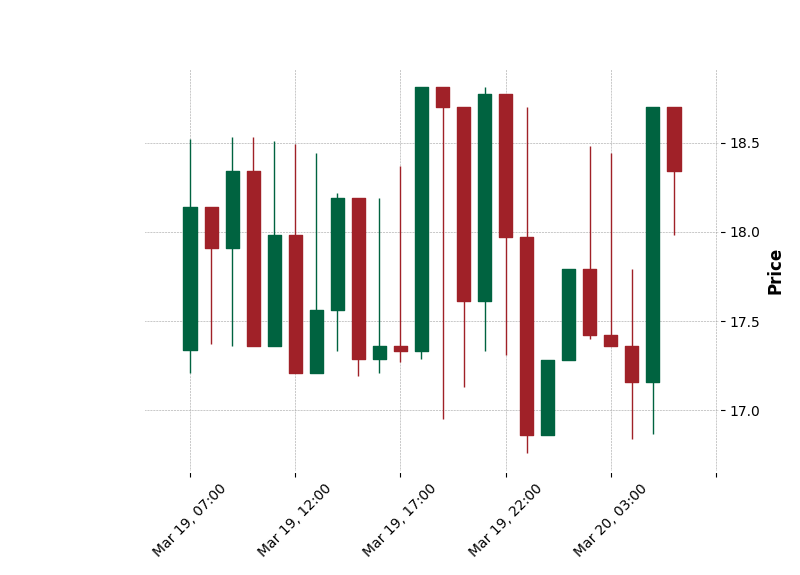 18.5
18.0
17.5
17.0
Price
Mar 19, 07:00
Mar 19, 12:00
Mar 19, 17:00
Mar 19, 22:00
Mar 20, 03:00